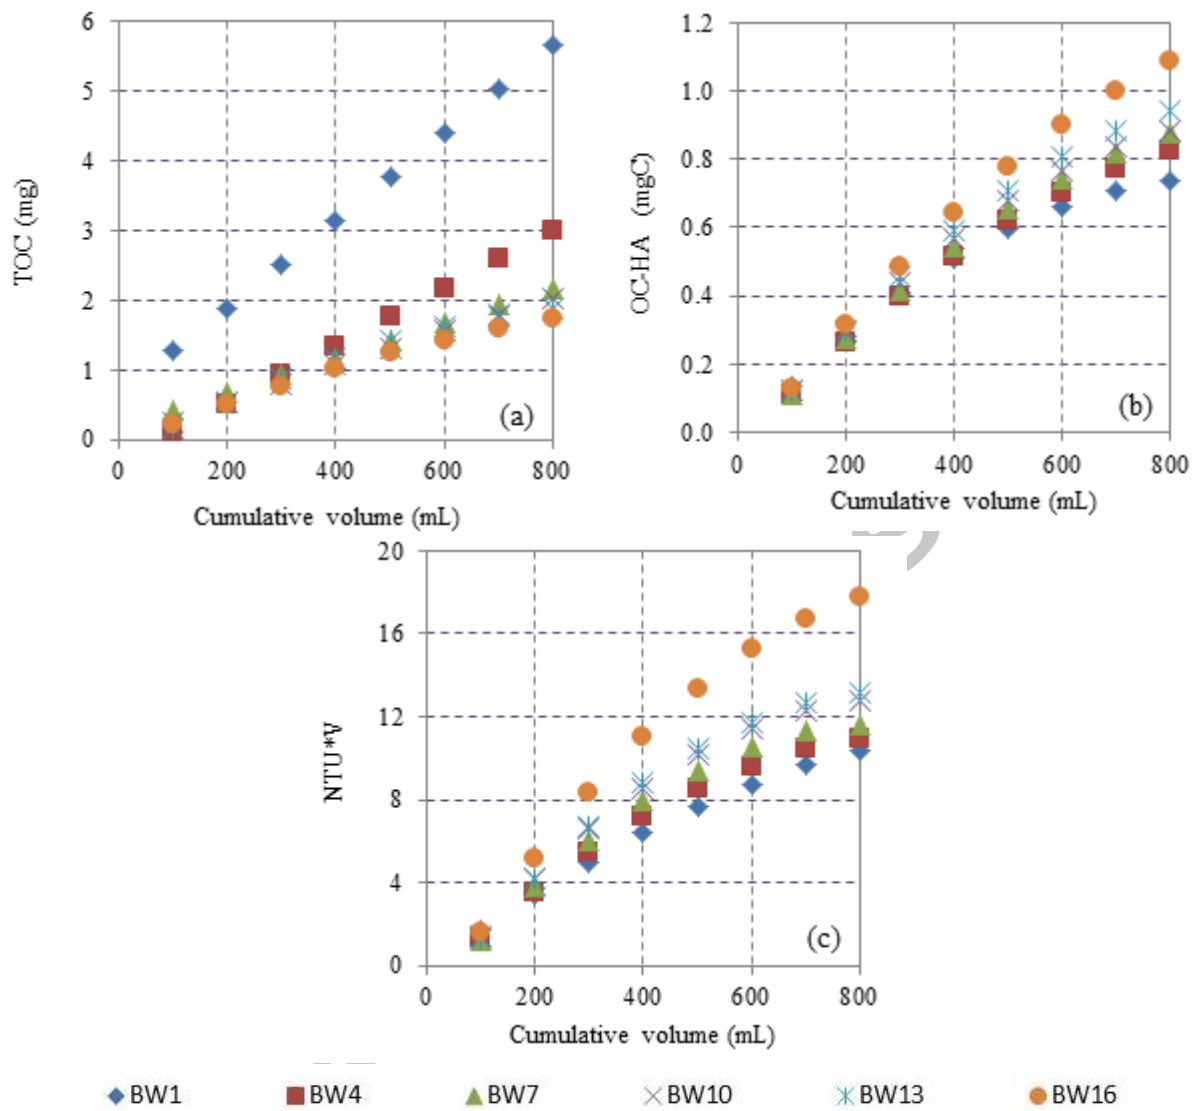 6
5
4
3
2
1
0
TOC (mg)
(a)
0 200 400 600 800
Cumulative volume (mL)
1.2
1.0
0.8
0.6
0.4
0.2
0.0
OC-HA (mgC)
(b)
0 200 400 600 800
Cumulative volume (mL)
20
16
12
8
4
0
NTU*V
(c)
0 200 400 600 800
Cumulative volume (mL)
BW1 BW4 BW7 BW10 BW13 BW16